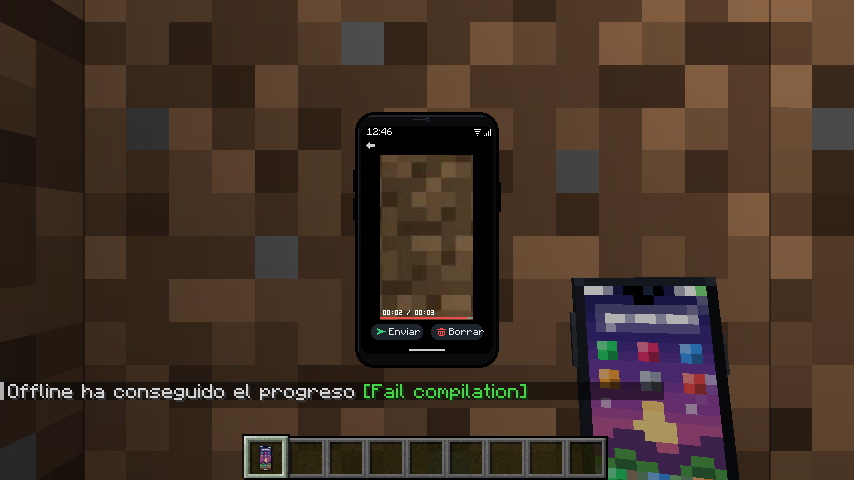 12:46
00:02 / 00:03
Enviar
Borrar
Offline ha conseguido el progreso [Fail compilation]